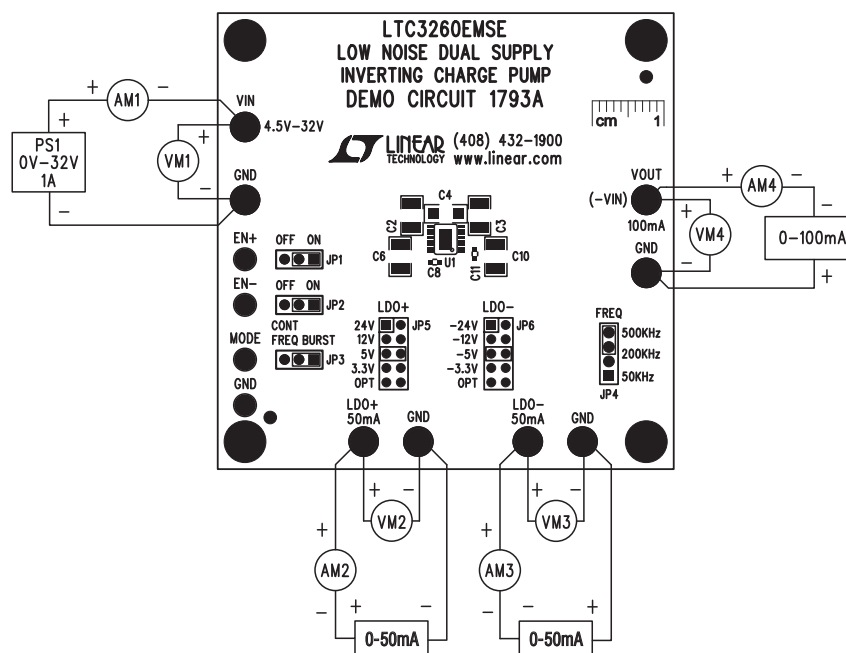 LTC3260EMSE
LOW NOISE DUAL SUPPLY
INVERTING CHARGE PUMP
DEMO CIRCUIT 1793A
+ AM1 -
VIN
4.5V-32V
cm 1
+
PS1
0V-32V
1A
-
+
VM1
-
GND
LINEAR
TECHNOLOGY
(408) 432-1900
www.linear.com
VOUT
(-VIN)
100mA
GND
+ AM4 -
+
VM4
-
-
0-100mA
+
C4
C2
C3
C6
U1
C8
C11
C10
EN+
OFF ON
JP1
EN-
OFF ON
JP2
MODE
CONT
FREQ BURST
JP3
GND
LDO+
24V
JP5
12V
5V
3.3V
OPT
LDO-
-24V
JP6
-12V
-5V
-3.3V
OPT
FREQ
500KHz
200KHz
50KHz
JP4
LDO+
50mA
GND
LDO-
50mA
GND
+ VM2 -
+ VM3 -
+
AM2
-
+
AM3
-
+ -
0-50mA
- +
0-50mA